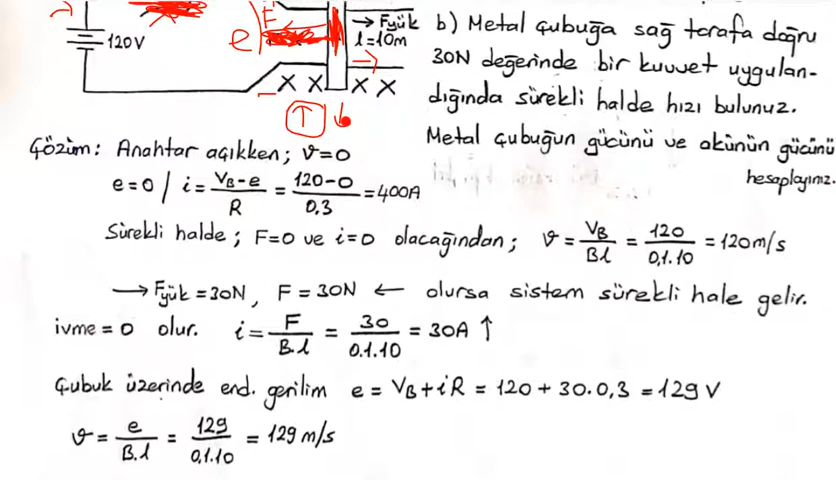 120V
F
e
→ Fyük
l=10m
→
x x x x
↑ ↓
b) Metal çubuğa sağ tarafa doğru
30N değerinde bir kuvvet uygulan-
dığında sürekli halde hızı bulunuz.
Metal çubuğun gücünü ve akünün gücünü
hesaplayınız.
Çözüm: Anahtar açıkken; v=0
e=0 / i = (VB-e)/R = (120-0)/0.3 = 400A
Sürekli halde; F=0 ve i=0 olacağından; v = VB/(B.l) = 120/(0,1.10) = 120m/s
→ Fyük = 30N, F = 30N ← olursa sistem sürekli hale gelir.
ivme = 0 olur. i = F/(B.l) = 30/(0.1.10) = 30A ↑
Çubuk üzerinde end. gerilim e = VB + iR = 120 + 30.0,3 = 129 V
v = e/(B.l) = 129/(0,1.10) = 129 m/s